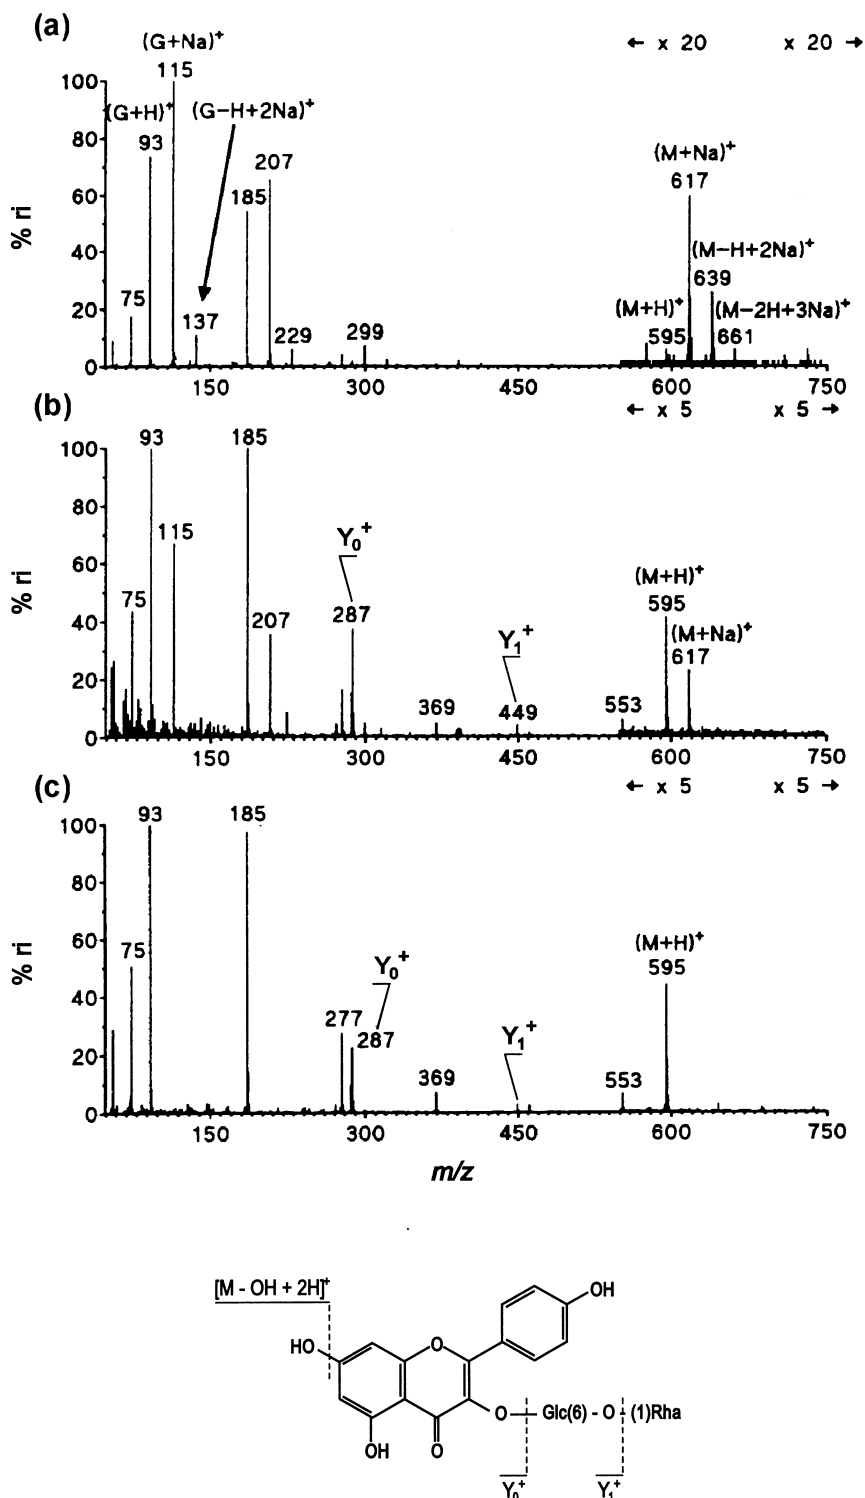 (a)
(G+Na)⁺
← x 20 x 20 →
115
100
(G+H)⁺ (G−H+2Na)⁺
93
80
(M+Na)⁺
207
617
185
60
% ri
40
(M−H+2Na)⁺
639
75
20
(M+H)⁺ (M−2H+3Na)⁺
137
229 299
595 661
0
150 300 450 600 750
(b)
← x 5 x 5 →
93 185
100
80
115
Y₀⁺
60
% ri
(M+H)⁺
75
595
40
287
207
Y₁⁺
(M+Na)⁺
617
20
369 449 553
0
150 300 450 600 750
(c)
← x 5 x 5 →
93 185
100
80
60
% ri
75
Y₀⁺
(M+H)⁺
595
40
277
287
Y₁⁺
20
369
553
0
150 300 450 600 750
m/z
[M - OH + 2H]⁺
OH
HO
O
O Glc(6) - O - (1)Rha
OH O
Y₀⁺ Y₁⁺